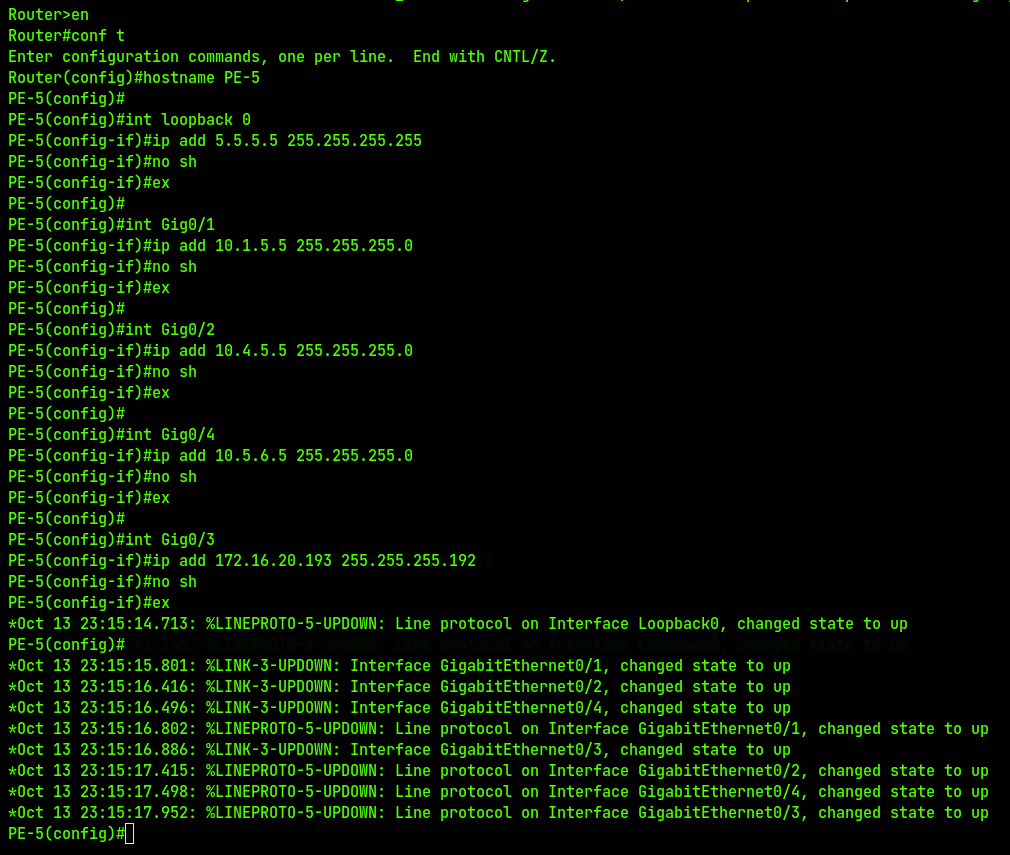 Router>en
Router#conf t
Enter configuration commands, one per line.  End with CNTL/Z.
Router(config)#hostname PE-5
PE-5(config)#
PE-5(config)#int loopback 0
PE-5(config-if)#ip add 5.5.5.5 255.255.255.255
PE-5(config-if)#no sh
PE-5(config-if)#ex
PE-5(config)#
PE-5(config)#int Gig0/1
PE-5(config-if)#ip add 10.1.5.5 255.255.255.0
PE-5(config-if)#no sh
PE-5(config-if)#ex
PE-5(config)#
PE-5(config)#int Gig0/2
PE-5(config-if)#ip add 10.4.5.5 255.255.255.0
PE-5(config-if)#no sh
PE-5(config-if)#ex
PE-5(config)#
PE-5(config)#int Gig0/4
PE-5(config-if)#ip add 10.5.6.5 255.255.255.0
PE-5(config-if)#no sh
PE-5(config-if)#ex
PE-5(config)#
PE-5(config)#int Gig0/3
PE-5(config-if)#ip add 172.16.20.193 255.255.255.192
PE-5(config-if)#no sh
PE-5(config-if)#ex
*Oct 13 23:15:14.713: %LINEPROTO-5-UPDOWN: Line protocol on Interface Loopback0, changed state to up
PE-5(config)#
*Oct 13 23:15:15.801: %LINK-3-UPDOWN: Interface GigabitEthernet0/1, changed state to up
*Oct 13 23:15:16.416: %LINK-3-UPDOWN: Interface GigabitEthernet0/2, changed state to up
*Oct 13 23:15:16.496: %LINK-3-UPDOWN: Interface GigabitEthernet0/4, changed state to up
*Oct 13 23:15:16.802: %LINEPROTO-5-UPDOWN: Line protocol on Interface GigabitEthernet0/1, changed state to up
*Oct 13 23:15:16.886: %LINK-3-UPDOWN: Interface GigabitEthernet0/3, changed state to up
*Oct 13 23:15:17.415: %LINEPROTO-5-UPDOWN: Line protocol on Interface GigabitEthernet0/2, changed state to up
*Oct 13 23:15:17.498: %LINEPROTO-5-UPDOWN: Line protocol on Interface GigabitEthernet0/4, changed state to up
*Oct 13 23:15:17.952: %LINEPROTO-5-UPDOWN: Line protocol on Interface GigabitEthernet0/3, changed state to up
PE-5(config)#